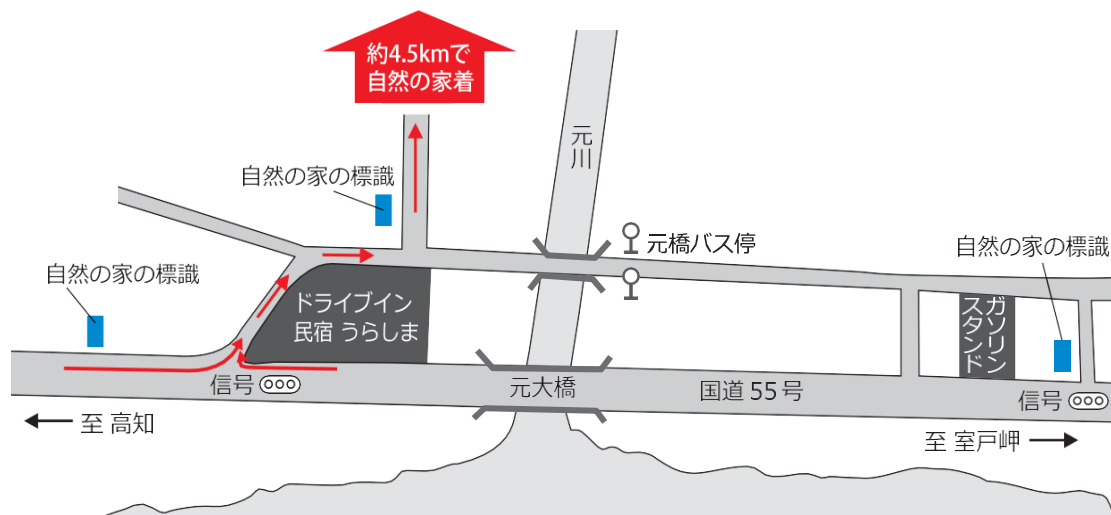 約4.5kmで
自然の家着
元川
自然の家の標識
元橋バス停
自然の家の標識
自然の家の標識
ドライブイン
民宿 うらしま
ガソリン
スタンド
信号
元大橋
国道 55 号
信号
至 高知
至 室戸岬